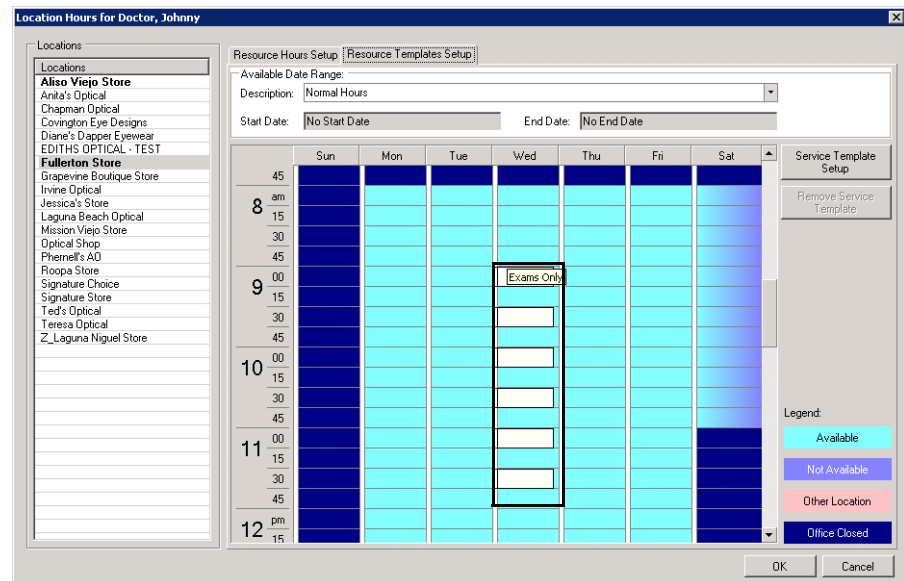 Location Hours for Doctor, Johnny
Locations
Locations
Aliso Viejo Store
Anita's Optical
Chapman Optical
Covington Eye Designs
Diane's Dapper Eyewear
EDITHS OPTICAL - TEST
Fullerton Store
Grapevine Boutique Store
Irvine Optical
Jessica's Store
Laguna Beach Optical
Mission Viejo Store
Optical Shop
Phernell's AO
Roopa Store
Signature Choice
Signature Store
Ted's Optical
Teresa Optical
Z_Laguna Niguel Store
Resource Hours Setup Resource Templates Setup
Available Date Range:
Description: Normal Hours
Start Date: No Start Date End Date: No End Date
Sun Mon Tue Wed Thu Fri Sat
45
8 am
15
30
45
9 00
15
30
45
10 00
15
30
45
11 00
15
30
45
12 pm
15
Exams Only
Service Template
Setup
Remove Service
Template
Legend:
Available
Not Available
Other Location
Office Closed
OK Cancel